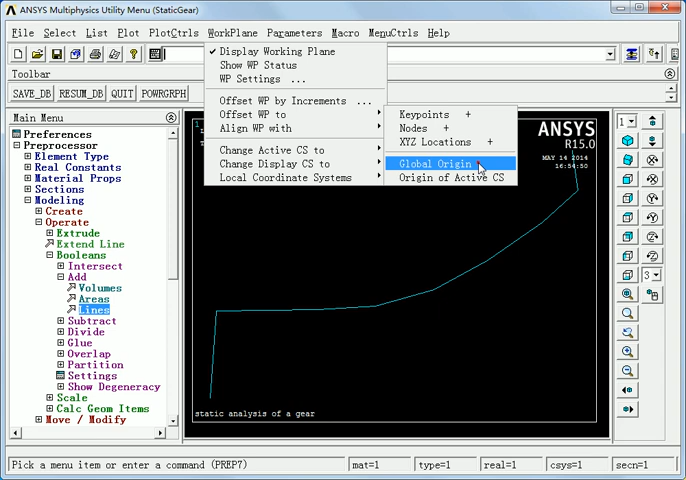 ANSYS Multiphysics Utility Menu (StaticGear)
File Select List Plot PlotCtrls WorkPlane Parameters Macro MenuCtrls Help
Display Working Plane
Show WP Status
WP Settings ...
Offset WP by Increments ...
Offset WP to
Align WP with
Change Active CS to
Change Display CS to
Local Coordinate Systems
Keypoints +
Nodes +
XYZ Locations +
Global Origin
Origin of Active CS
Toolbar
SAVE_DB RESUM_DB QUIT POWRGRPH
Main Menu
Preferences
Preprocessor
Element Type
Real Constants
Material Props
Sections
Modeling
Create
Operate
Extrude
Extend Line
Booleans
Intersect
Add
Volumes
Areas
Lines
Subtract
Divide
Glue
Overlap
Partition
Settings
Show Degeneracy
Scale
Calc Geom Items
Move / Modify
1
L
ANSYS
R15.0
MAY 14 2014
static analysis of a gear
1
3
Pick a menu item or enter a command (PREP7)
mat=1
type=1
real=1
csys=1
secn=1